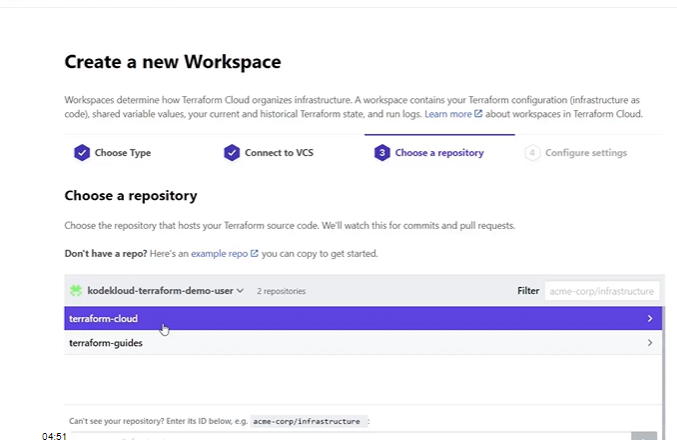 Create a new Workspace
Workspaces determine how Terraform Cloud organizes infrastructure. A workspace contains your Terraform configuration (infrastructure as
code), shared variable values, your current and historical Terraform state, and run logs. Learn more about workspaces in Terraform Cloud.
Choose Type
Connect to VCS
3 Choose a repository
4 Configure settings
Choose a repository
Choose the repository that hosts your Terraform source code. We'll watch this for commits and pull requests.
Don't have a repo? Here's an example repo you can copy to get started.
kodekloud-terraform-demo-user 2 repositories Filter acme-corp/infrastructure
terraform-cloud
terraform-guides
Can't see your repository? Enter its ID below, e.g. acme-corp/infrastructure :
04:51